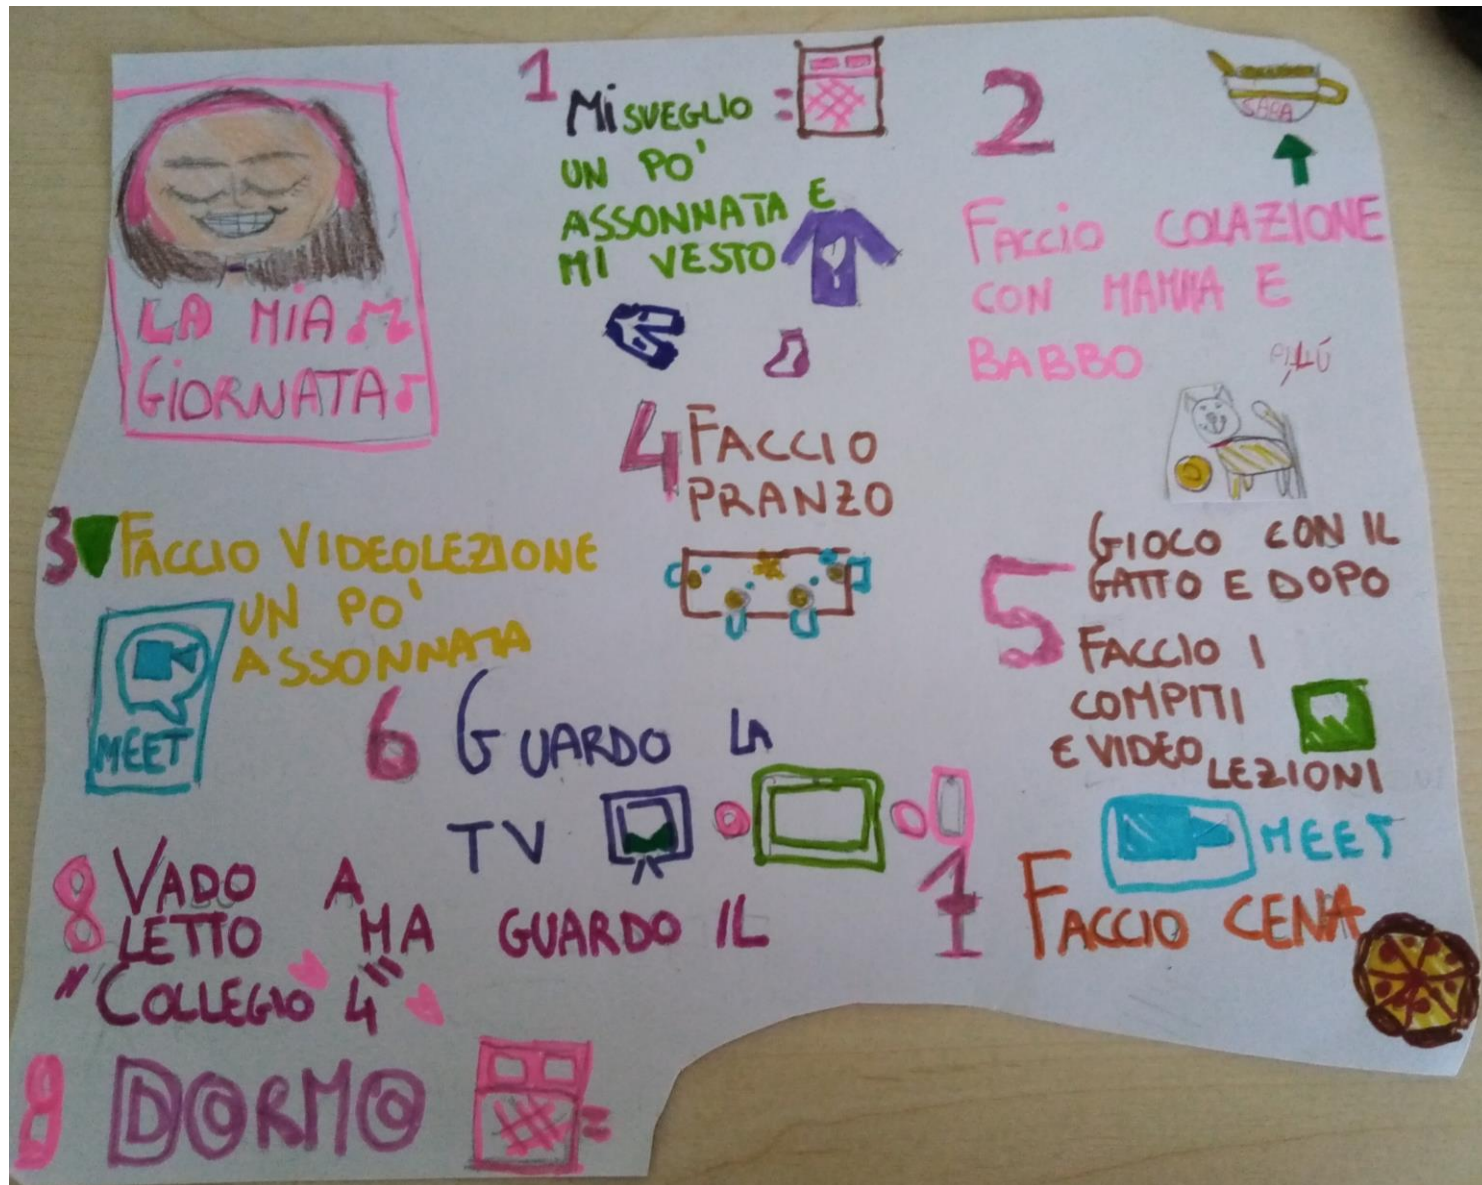 LA MIA
GIORNATA
1
Mi SVEGLIO
UN PO'
ASSONNATA E
MI VESTO
2
SARA
FACCIO COLAZIONE
CON MAMMA E
BABBO
3 FACCIO VIDEOLEZIONE
UN PO'
ASSONNATA
MEET
4 FACCIO
PRANZO
5
GIOCO CON IL
GATTO E DOPO
FACCIO I
COMPITI
E VIDEO LEZIONI
MEET
6 GUARDO LA
TV
7 FACCIO CENA
8 VADO A
LETTO MA GUARDO IL
"COLLEGIO 4"
9 DORMO